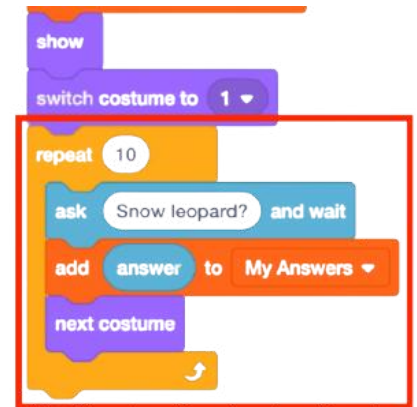 show
switch costume to 1
repeat 10
ask Snow leopard? and wait
add answer to My Answers
next costume